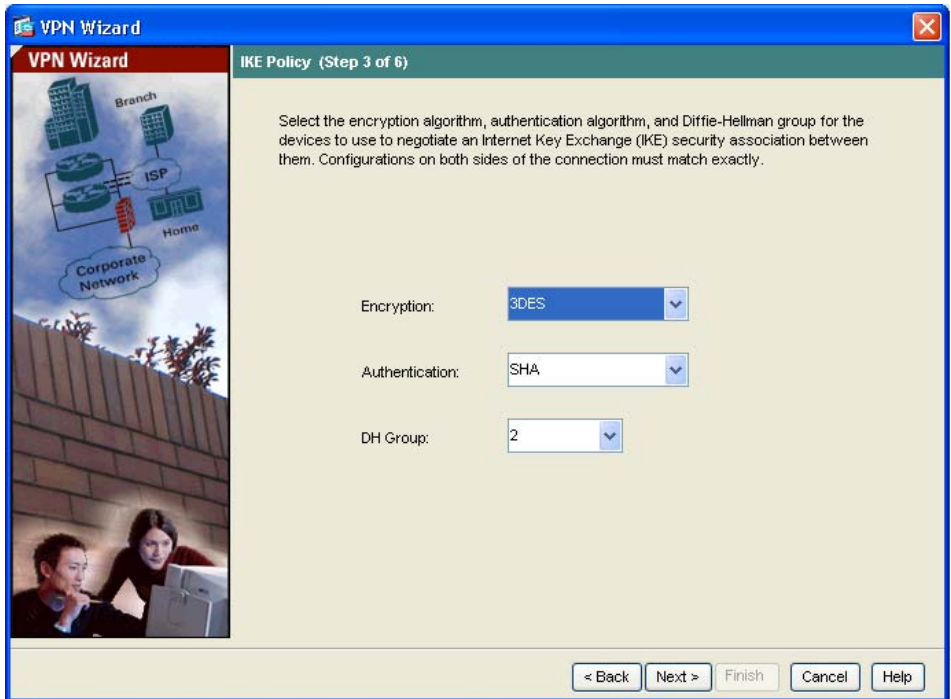 VPN Wizard
VPN Wizard
IKE Policy (Step 3 of 6)
Branch
ISP
Home
Corporate
Network
Select the encryption algorithm, authentication algorithm, and Diffie-Hellman group for the
devices to use to negotiate an Internet Key Exchange (IKE) security association between
them. Configurations on both sides of the connection must match exactly.
Encryption:
3DES
Authentication:
SHA
DH Group:
2
< Back
Next >
Finish
Cancel
Help